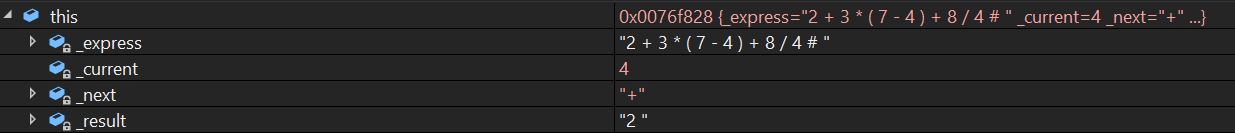 this 0x0076f828 {_express="2 + 3 * ( 7 - 4 ) + 8 / 4 # " _current=4 _next="+" ...}
_express "2 + 3 * ( 7 - 4 ) + 8 / 4 # "
_current 4
_next "+"
_result "2 "